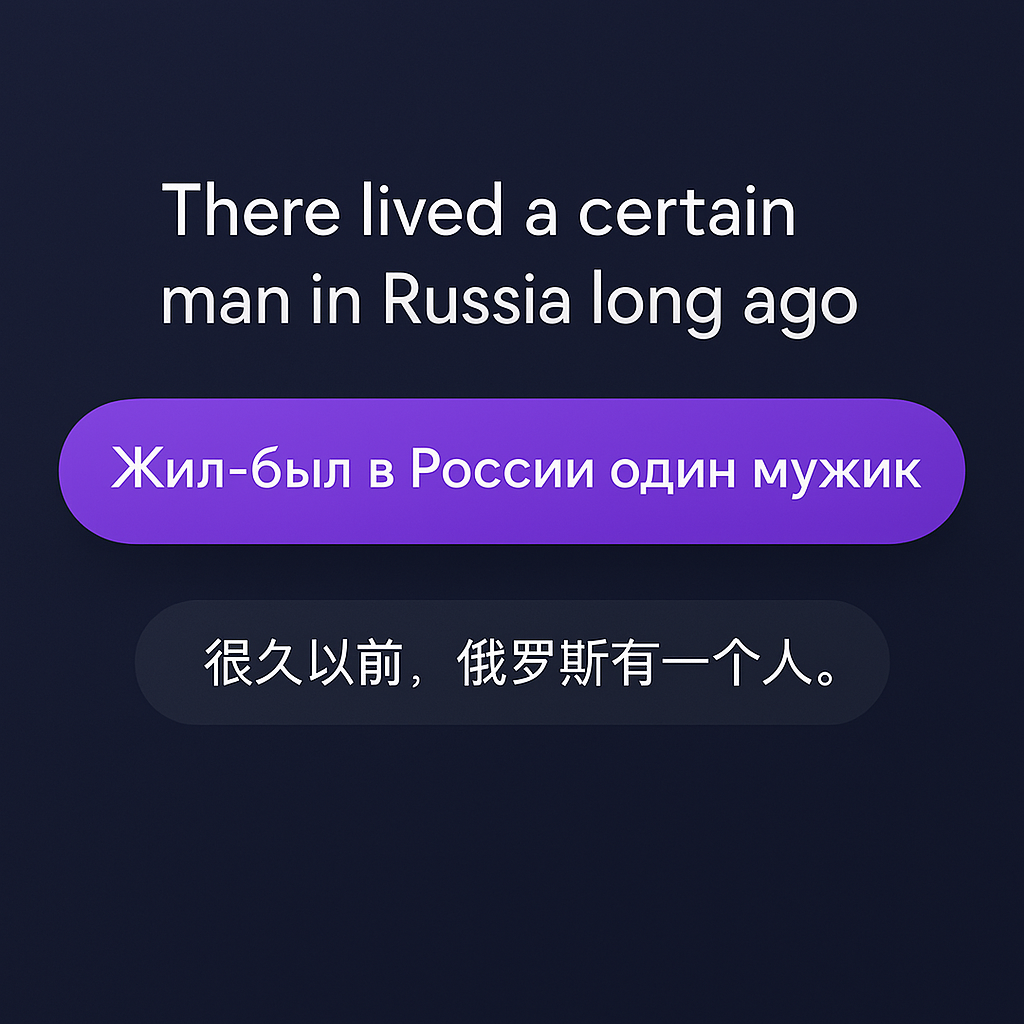 There lived a certain
man in Russia long ago
Жил-был в России один мужик
很久以前，俄罗斯有一个人。